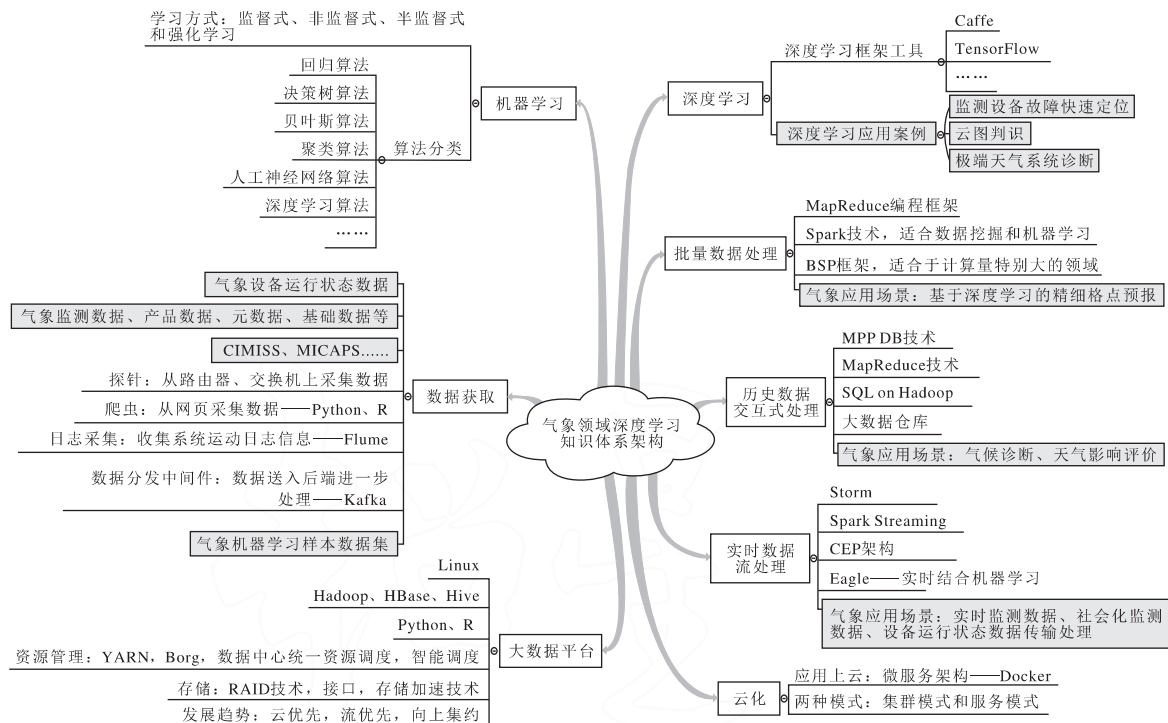 学习方式：监督式、非监督式、半监督式
和强化学习
回归算法
决策树算法
贝叶斯算法
聚类算法
人工神经网络算法
深度学习算法
……
算法分类
机器学习
气象设备运行状态数据
气象监测数据、产品数据、元数据、基础数据等
CIMISS、MICAPS……
探针：从路由器、交换机上采集数据
爬虫：从网页采集数据——Python、R
日志采集：收集系统运动日志信息——Flume
数据分发中间件：数据送入后端进一步
处理——Kafka
气象机器学习样本数据集
数据获取
Linux
Hadoop、HBase、Hive
Python、R
资源管理：YARN，Borg，数据中心统一资源调度，智能调度
存储：RAID技术，接口，存储加速技术
发展趋势：云优先，流优先，向上集约
大数据平台
气象领域深度学习
知识体系架构
深度学习
深度学习框架工具
Caffe
TensorFlow
……
深度学习应用案例
监测设备故障快速定位
云图判识
极端天气系统诊断
批量数据处理
MapReduce编程框架
Spark技术，适合数据挖掘和机器学习
BSP框架，适合于计算量特别大的领域
气象应用场景：基于深度学习的精细格点预报
历史数据
交互式处理
MPP DB技术
MapReduce技术
SQL on Hadoop
大数据仓库
气象应用场景：气候诊断、天气影响评价
实时数据
流处理
Storm
Spark Streaming
CEP架构
Eagle——实时结合机器学习
气象应用场景：实时监测数据、社会化监测
数据、设备运行状态数据传输处理
云化
应用上云：微服务架构——Docker
两种模式：集群模式和服务模式